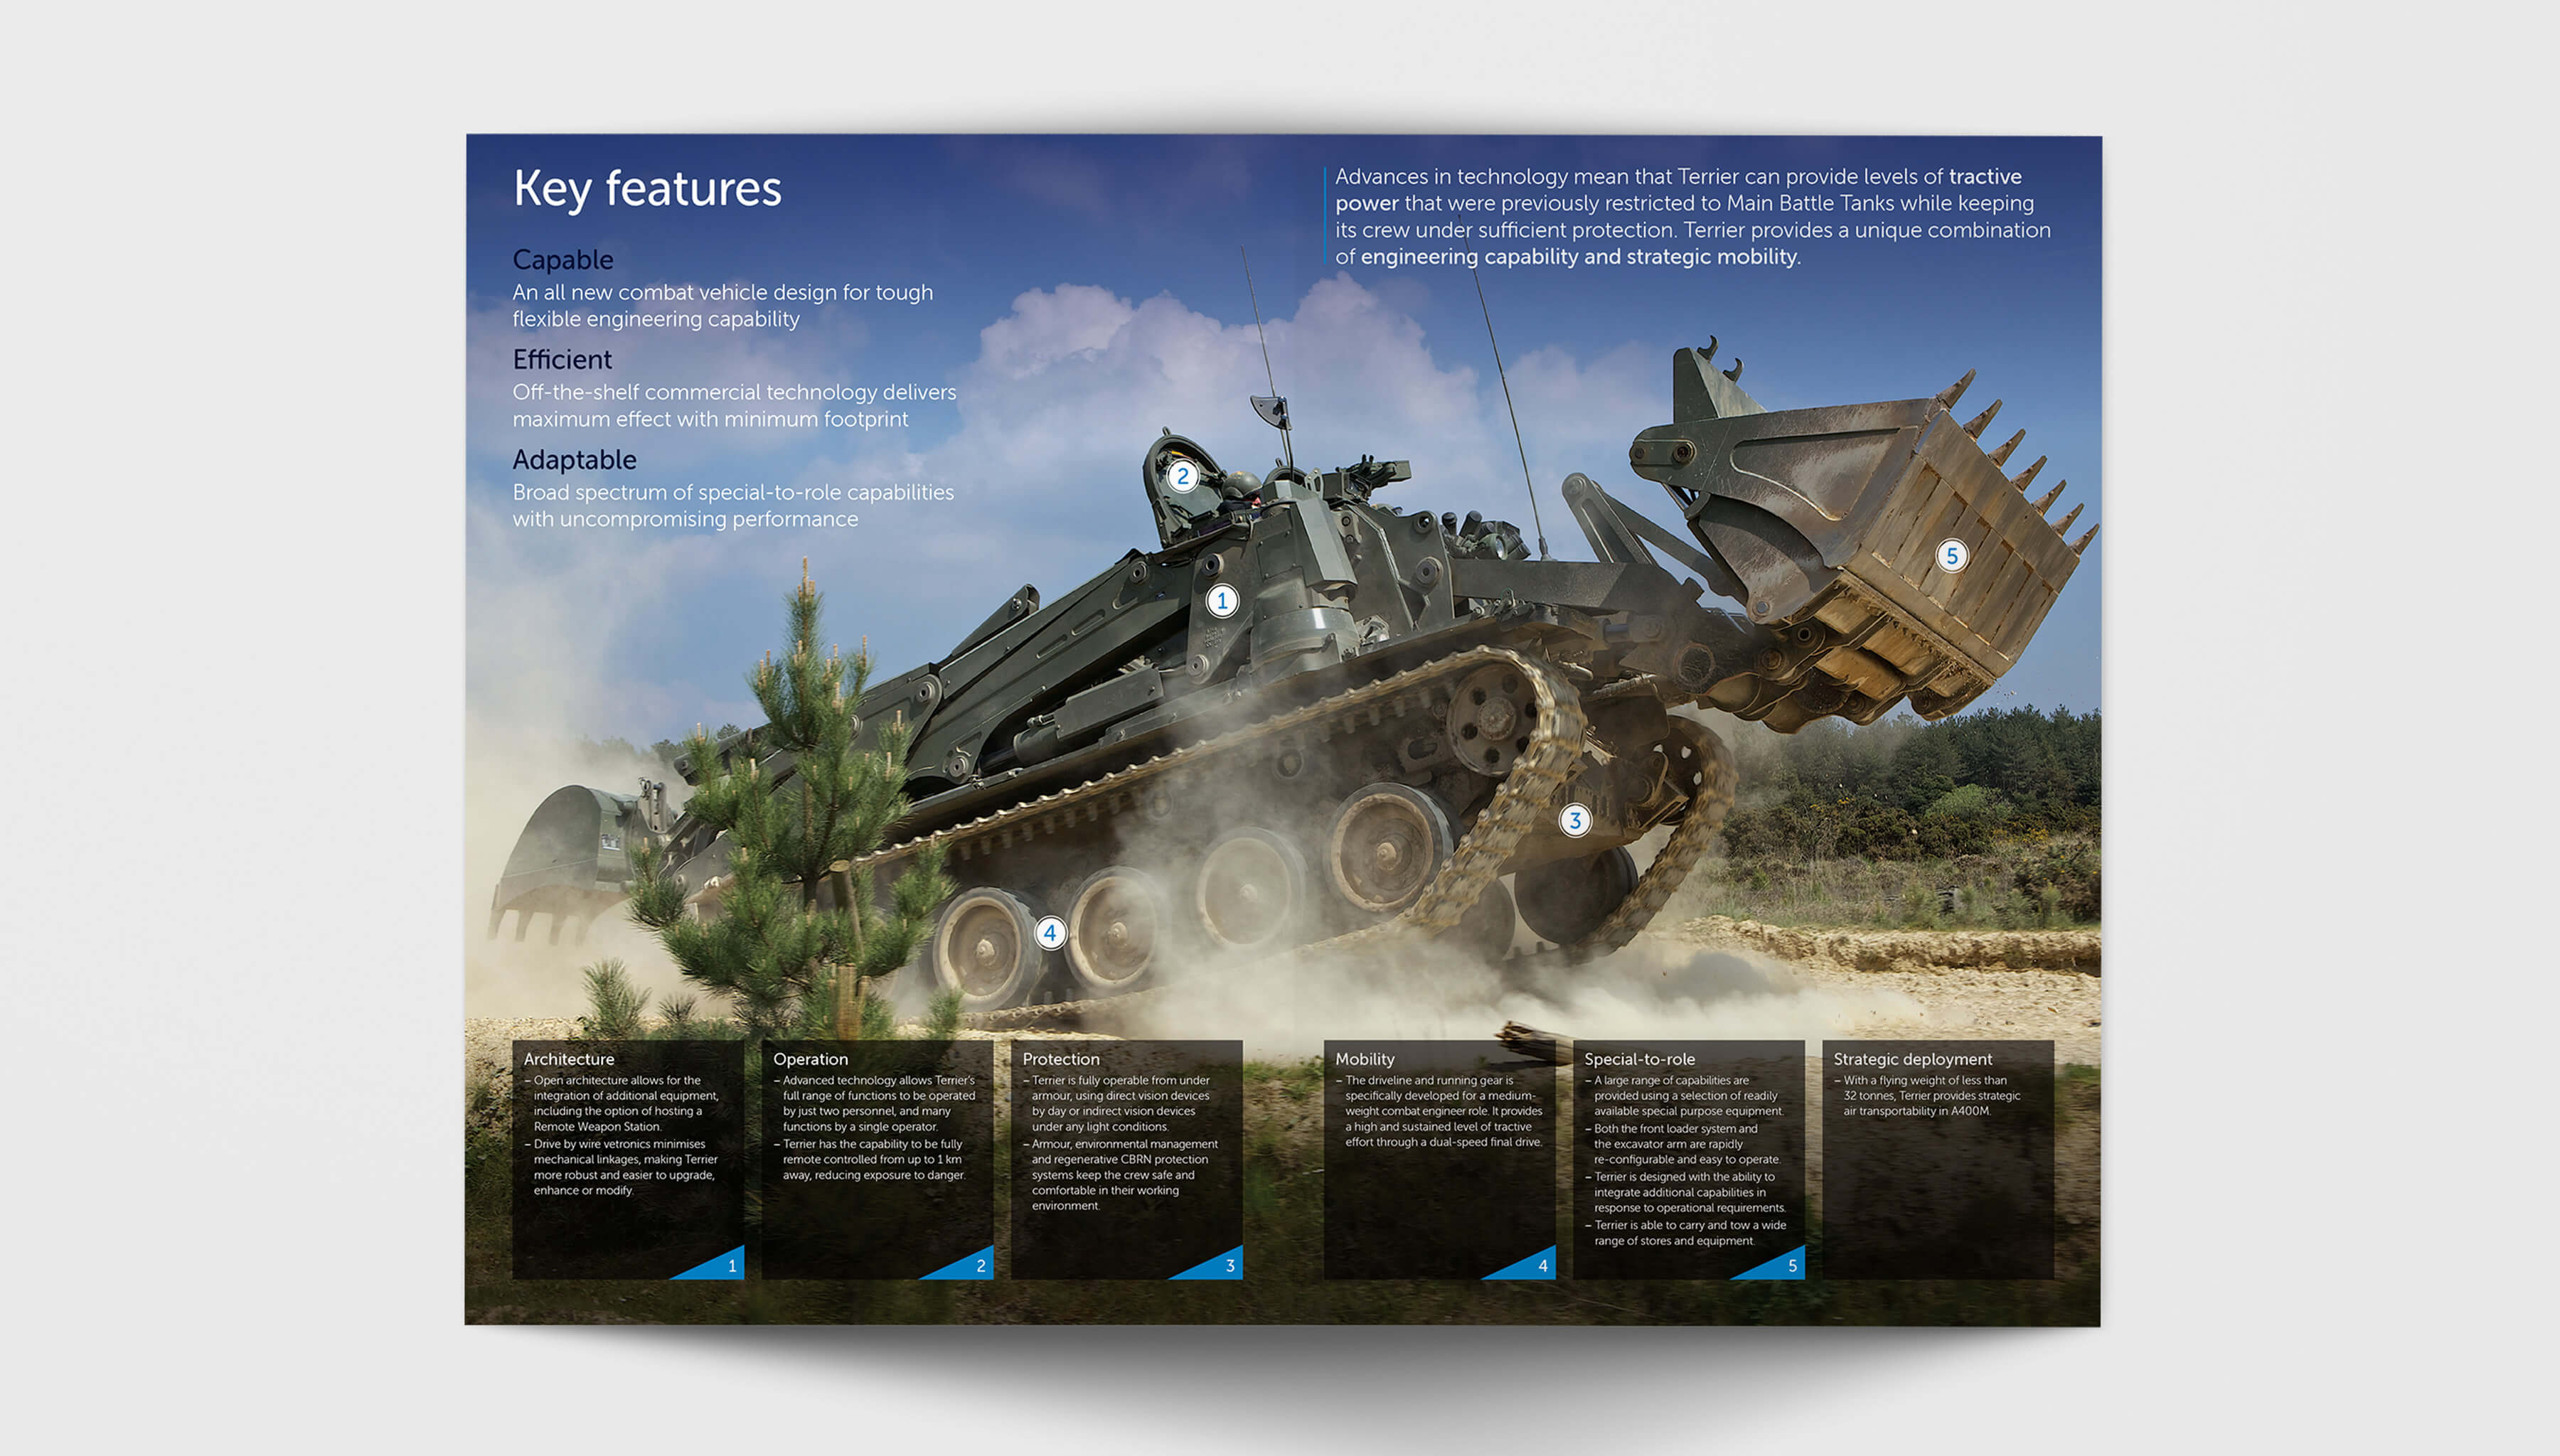 Key features
Capable
An all new combat vehicle design for tough
flexible engineering capability
Efficient
Off-the-shelf commercial technology delivers
maximum effect with minimum footprint
Adaptable
Broad spectrum of special-to-role capabilities
with uncompromising performance
Advances in technology mean that Terrier can provide levels of tractive
power that were previously restricted to Main Battle Tanks while keeping
its crew under sufficient protection. Terrier provides a unique combination
of engineering capability and strategic mobility.
2
5
1
3
4
Architecture
– Open architecture allows for the
integration of additional equipment,
including the option of hosting a
Remote Weapon Station.
– Drive by wire vetronics minimises
mechanical linkages, making Terrier
more robust and easier to upgrade,
enhance or modify.
1
Operation
– Advanced technology allows Terrier's
full range of functions to be operated
by just two personnel, and many
functions by a single operator.
– Terrier has the capability to be fully
remote controlled from up to 1 km
away, reducing exposure to danger.
2
Protection
– Terrier is fully operable from under
armour, using direct vision devices
by day or indirect vision devices
under any light conditions.
– Armour, environmental management
and regenerative CBRN protection
systems keep the crew safe and
comfortable in their working
environment.
3
Mobility
– The driveline and running gear is
specifically developed for a medium-
weight combat engineer role. It provides
a high and sustained level of tractive
effort through a dual-speed final drive.
4
Special-to-role
– A large range of capabilities are
provided using a selection of readily
available special purpose equipment.
– Both the front loader system and
the excavator arm are rapidly
re-configurable and easy to operate.
– Terrier is designed with the ability to
integrate additional capabilities in
response to operational requirements.
– Terrier is able to carry and tow a wide
range of stores and equipment.
5
Strategic deployment
– With a flying weight of less than
32 tonnes, Terrier provides strategic
air transportability in A400M.